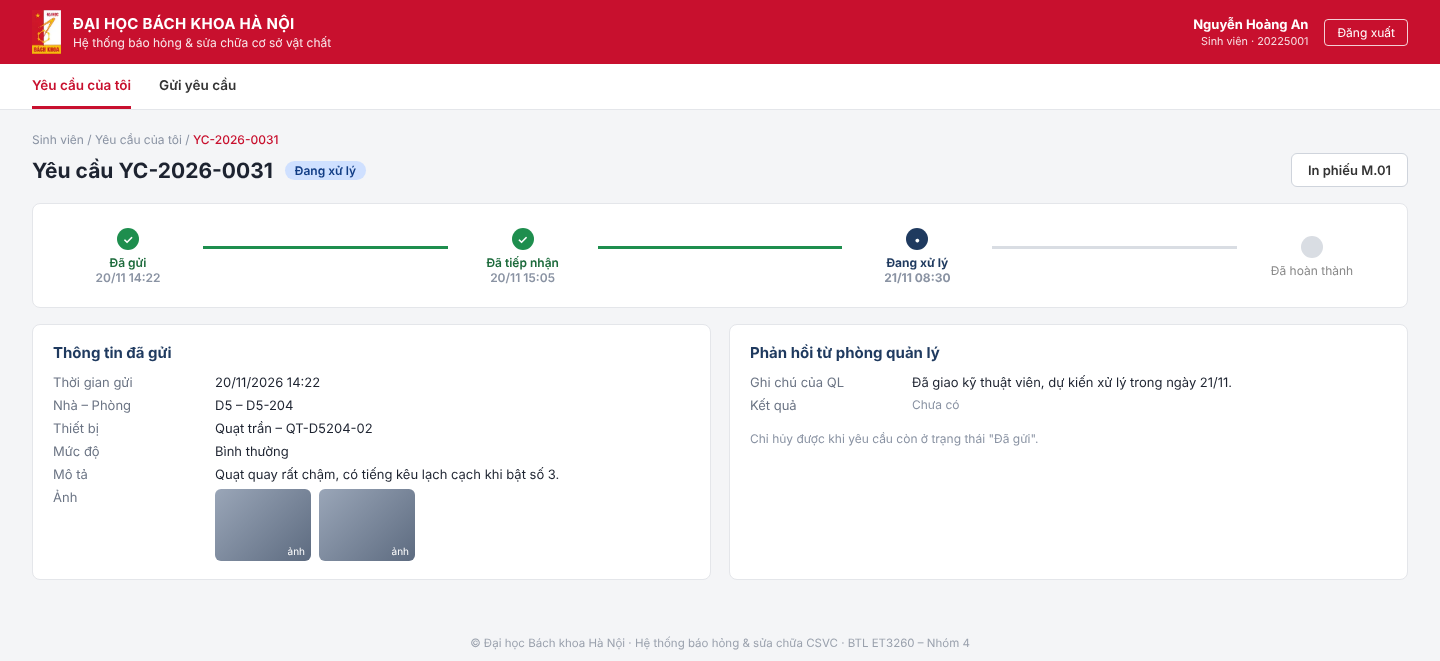 ĐẠI HỌC BÁCH KHOA HÀ NỘI
Hệ thống báo hỏng & sửa chữa cơ sở vật chất
BÁCH KHOA
Nguyễn Hoàng An
Sinh viên · 20225001
Đăng xuất
Yêu cầu của tôi
Gửi yêu cầu
Sinh viên / Yêu cầu của tôi / YC-2026-0031
Yêu cầu YC-2026-0031
Đang xử lý
In phiếu M.01
Đã gửi
20/11 14:22
Đã tiếp nhận
20/11 15:05
Đang xử lý
21/11 08:30
Đã hoàn thành
Thông tin đã gửi
Thời gian gửi 20/11/2026 14:22
Nhà – Phòng D5 – D5-204
Thiết bị Quạt trần – QT-D5204-02
Mức độ Bình thường
Mô tả Quạt quay rất chậm, có tiếng kêu lạch cạch khi bật số 3.
Ảnh
ảnh
ảnh
Phản hồi từ phòng quản lý
Ghi chú của QL Đã giao kỹ thuật viên, dự kiến xử lý trong ngày 21/11.
Kết quả Chưa có
Chỉ hủy được khi yêu cầu còn ở trạng thái "Đã gửi".
© Đại học Bách khoa Hà Nội · Hệ thống báo hỏng & sửa chữa CSVC · BTL ET3260 – Nhóm 4